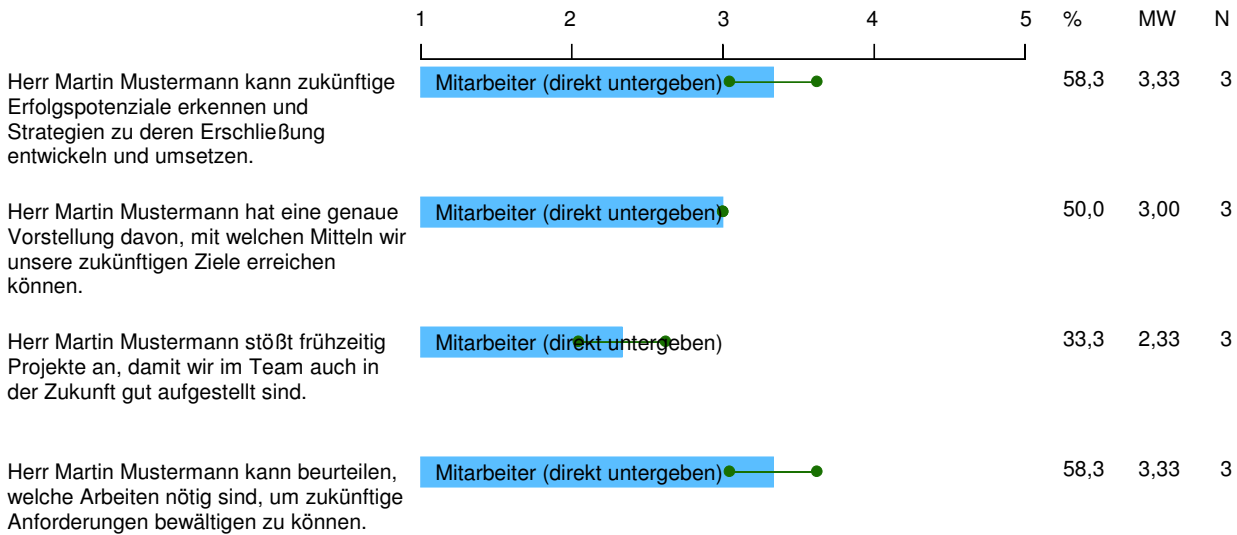 1 2 3 4 5 % MW N
Herr Martin Mustermann kann zukünftige Mitarbeiter (direkt untergeben) 58,3 3,33 3
Erfolgspotenziale erkennen und
Strategien zu deren Erschließung
entwickeln und umsetzen.
Herr Martin Mustermann hat eine genaue Mitarbeiter (direkt untergeben) 50,0 3,00 3
Vorstellung davon, mit welchen Mitteln wir
unsere zukünftigen Ziele erreichen
können.
Herr Martin Mustermann stößt frühzeitig Mitarbeiter (direkt untergeben) 33,3 2,33 3
Projekte an, damit wir im Team auch in
der Zukunft gut aufgestellt sind.
Herr Martin Mustermann kann beurteilen, Mitarbeiter (direkt untergeben) 58,3 3,33 3
welche Arbeiten nötig sind, um zukünftige
Anforderungen bewältigen zu können.